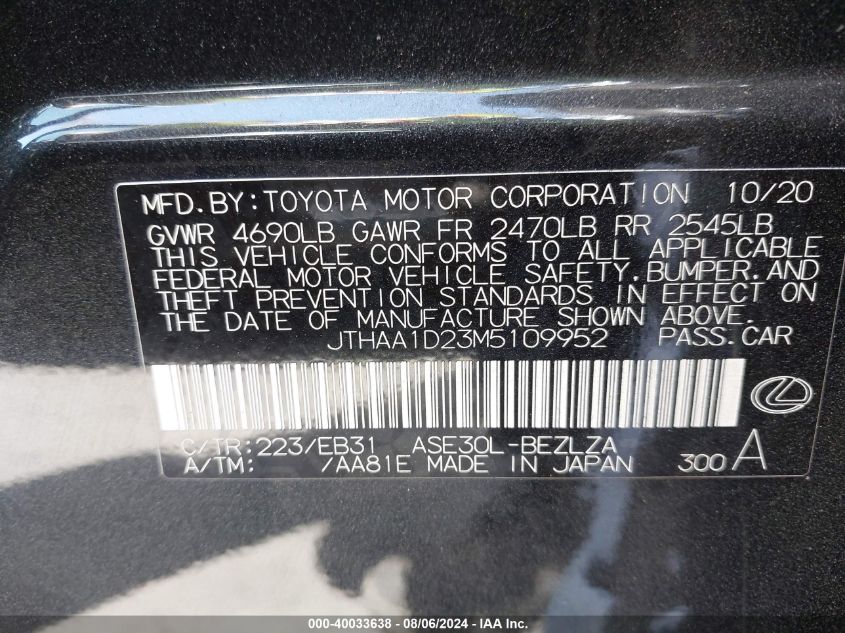 MFD.BY:TOYOTA MOTOR CORPORATION 10/20
GVWR 4690LB GAWR FR 2470LB RR 2545LB
THIS VEHICLE CONFORMS TO ALL APPLICABLE
FEDERAL MOTOR VEHICLE SAFETY.BUMPER.AND
THEFT PREVENTION STANDARDS IN EFFECT ON
THE DATE OF MANUFACTURE SHOWN ABOVE.
JTHAA1D23M5109952 PASS.CAR
C/TR:223/EB31 ASE30L-BEZLZA
A/TM: /AA81E MADE IN JAPAN 300A
000-40033638 - 08/06/2024 - IAA Inc.